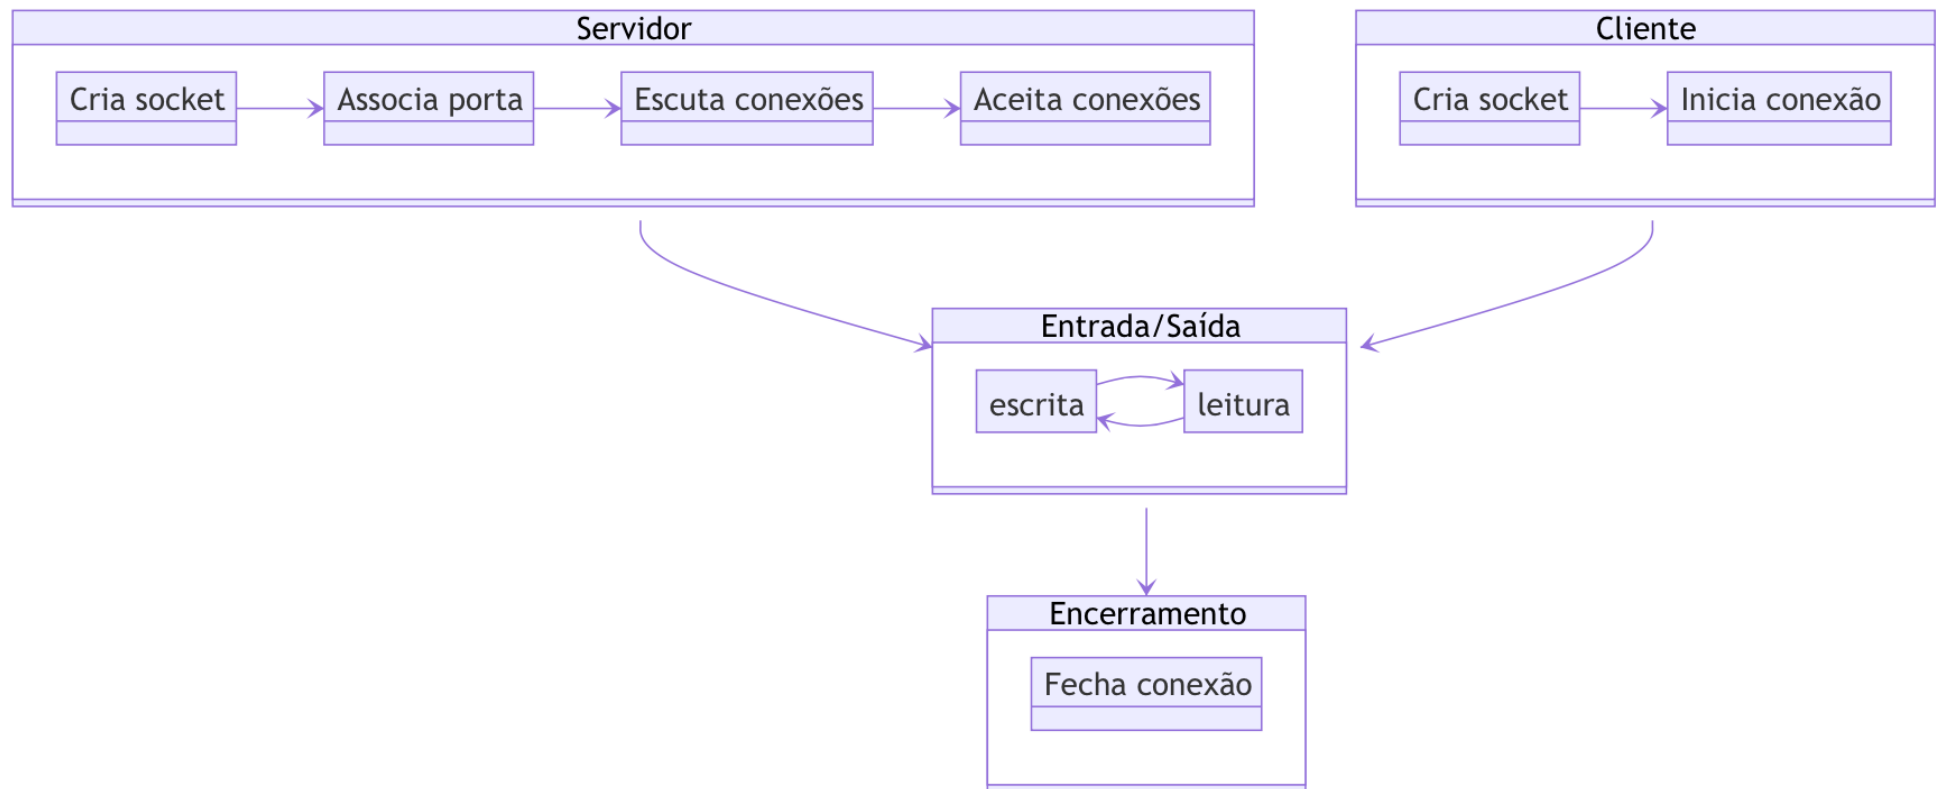 Servidor
Cria socket
Associa porta
Escuta conexões
Aceita conexões
Cliente
Cria socket
Inicia conexão
Entrada/Saída
escrita
leitura
Encerramento
Fecha conexão